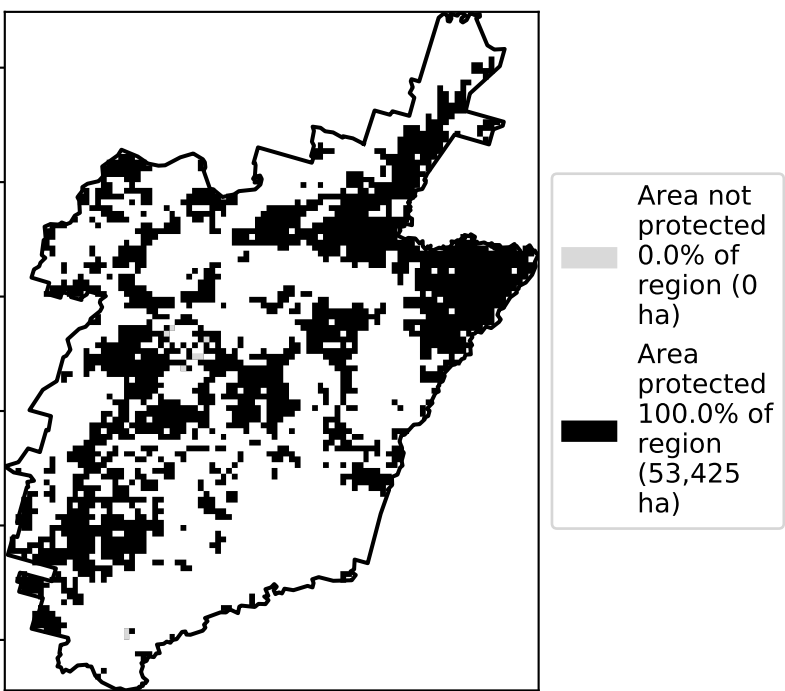 Area not
protected
0.0% of
region (0
ha)
Area
protected
100.0% of
region
(53,425
ha)